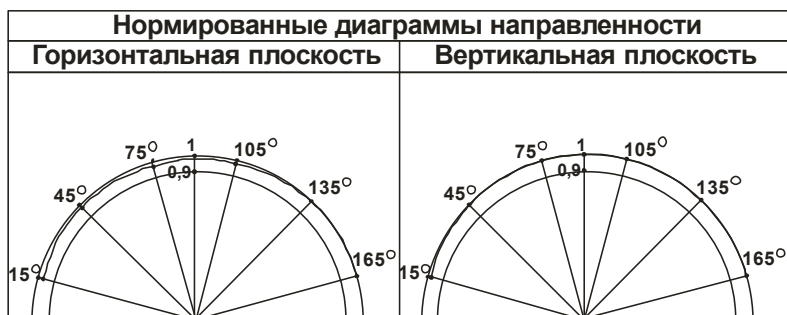 Нормированные диаграммы направленности
Горизонтальная плоскость
Вертикальная плоскость
75° 1 105°
0,9
45° 135°
15° 165°
75° 1 105°
0,9
45° 135°
15° 165°